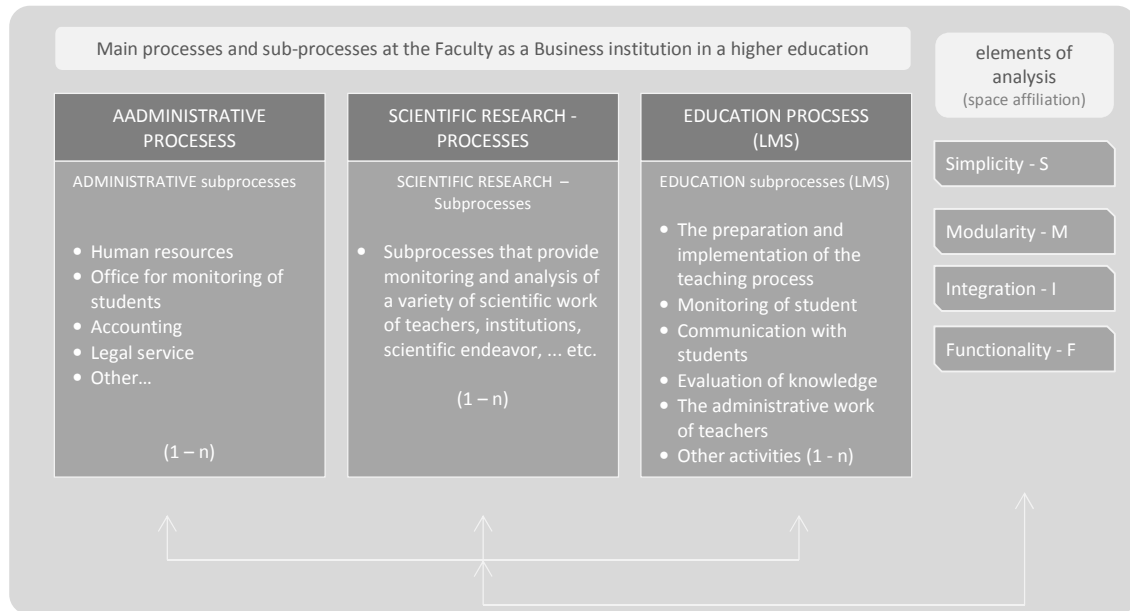 Main processes and sub-processes at the Faculty as a Business institution in a higher education
elements of
analysis
(space affiliation)
AADMINISTRATIVE
PROCESESS
ADMINISTRATIVE subprocesses
• Human resources
• Office for monitoring of
students
• Accounting
• Legal service
• Other…
(1 – n)
SCIENTIFIC RESEARCH -
PROCESSES
SCIENTIFIC RESEARCH –
Subprocesses
• Subprocesses that provide
monitoring and analysis of
a variety of scientific work
of teachers, institutions,
scientific endeavor, ... etc.
(1 – n)
EDUCATION PROCSESS
(LMS)
EDUCATION subprocesses (LMS)
• The preparation and
implementation of the
teaching process
• Monitoring of student
• Communication with
students
• Evaluation of knowledge
• The administrative work
of teachers
• Other activities (1 - n)
Simplicity - S
Modularity - M
Integration - I
Functionality - F